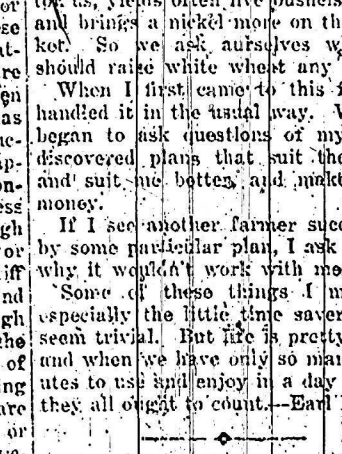 and brings a nickel more on th
ket. So we ask aurselves w
should raise white wheat any
When I first came to this f
handled it in the usual way. V
began to ask questions of my
discovered plans that suit the
and suit me better, and make
money.
If I see another farmer succ
by some particular plan, I ask
why it wouldn't work with me
Some of these things I m
especially the little time saver
seem trivial. But life is pretty
and when we have only so man
utes to use and enjoy in a day
they all ought to count.—Earl